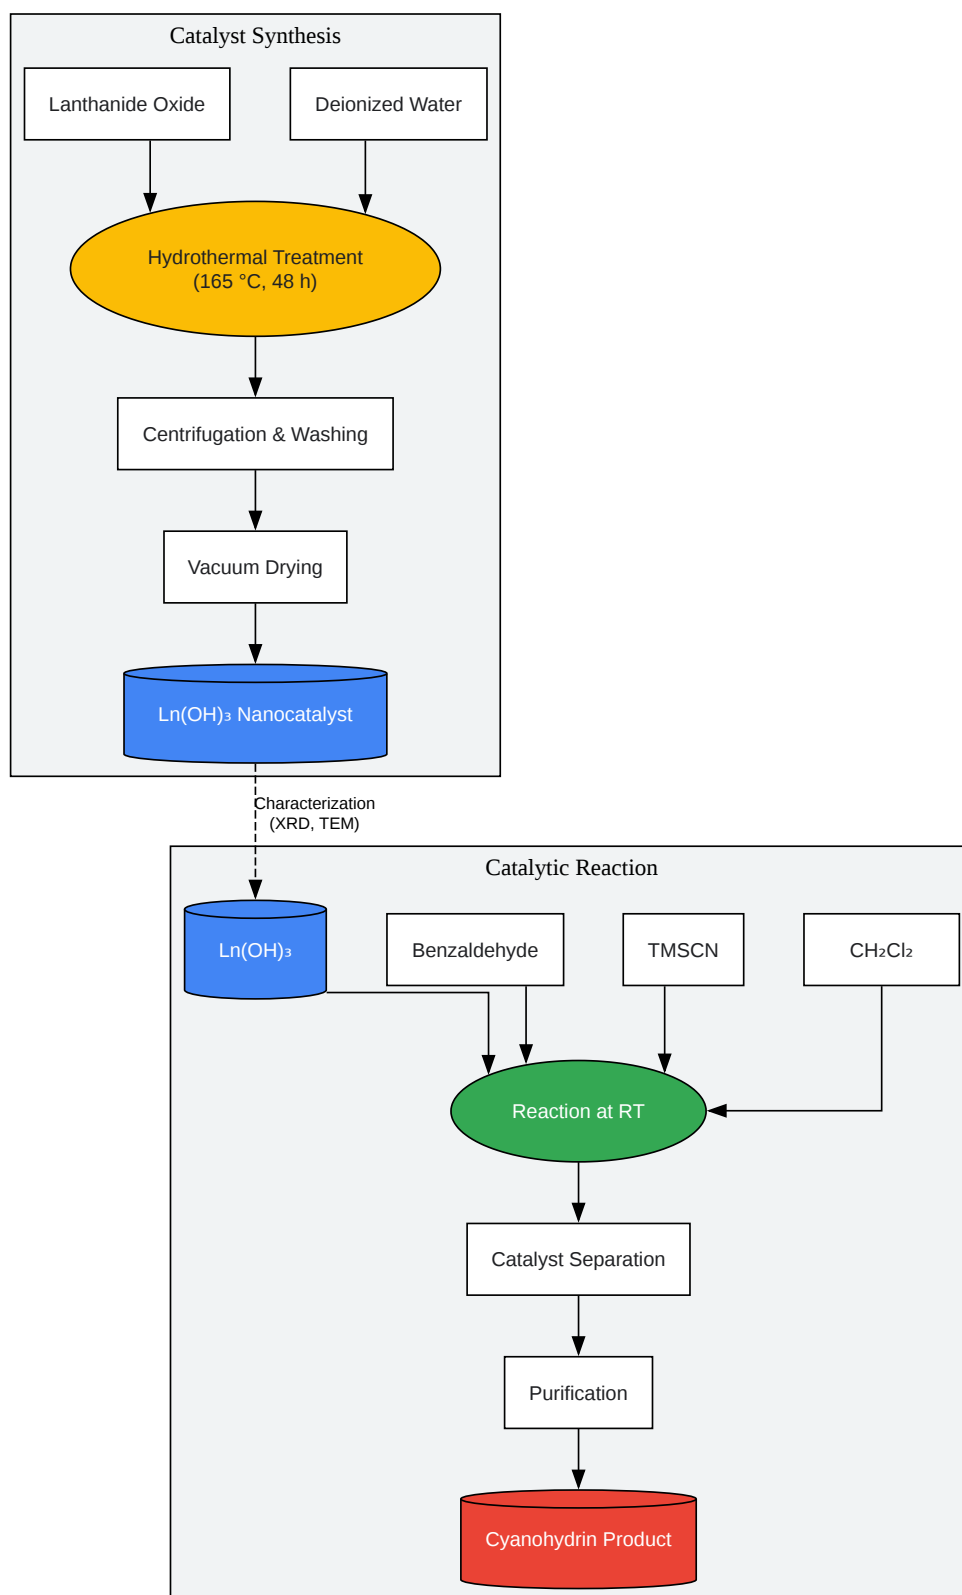 Catalyst Synthesis
Lanthanide Oxide
Deionized Water
Hydrothermal Treatment
(165 °C, 48 h)
Centrifugation & Washing
Vacuum Drying
Ln(OH)₃ Nanocatalyst
Characterization
(XRD, TEM)
Catalytic Reaction
Ln(OH)₃
Benzaldehyde
TMSCN
CH₂Cl₂
Reaction at RT
Catalyst Separation
Purification
Cyanohydrin Product